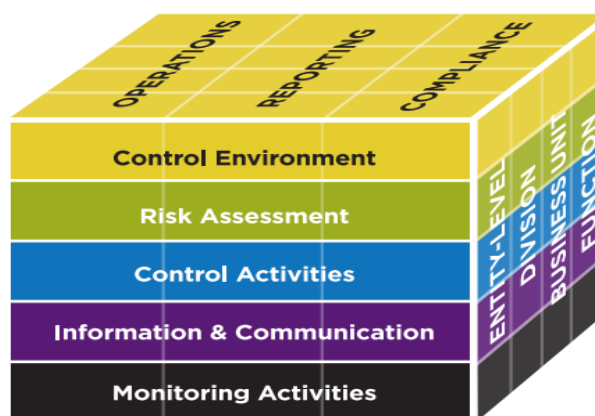 OPERATIONS
REPORTING
COMPLIANCE
Control Environment
Risk Assessment
Control Activities
Information & Communication
Monitoring Activities
ENTITY-LEVEL
DIVISION
BUSINESS UNIT
FUNCTION